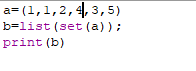 a=(1,1,2,4,3,5)
b=list(set(a));
print(b)